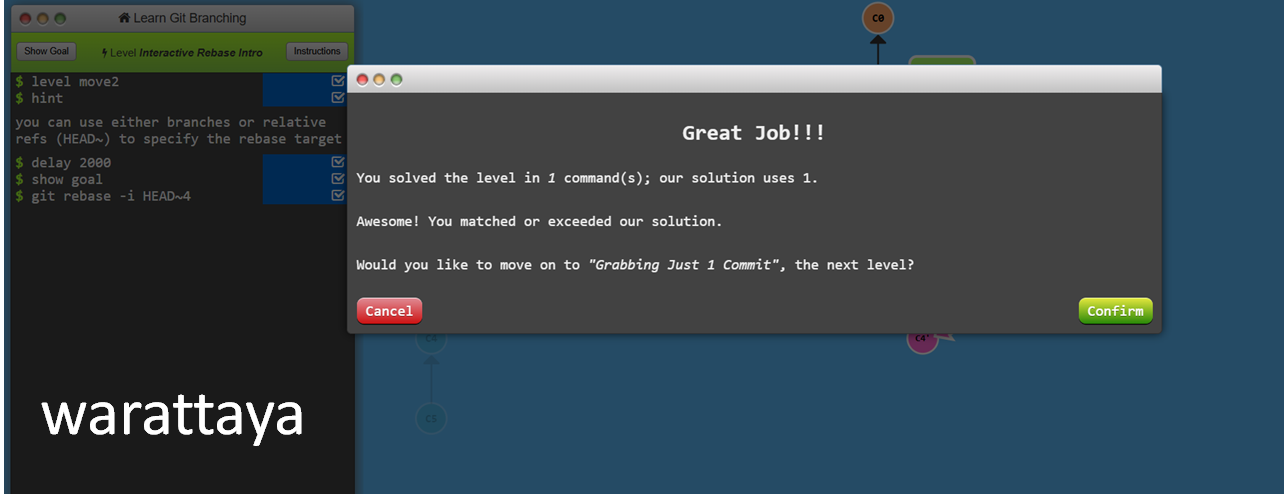 Learn Git Branching
Show Goal
Level Interactive Rebase Intro
Instructions
$ level move2
$ hint
you can use either branches or relative
refs (HEAD~) to specify the rebase target
$ delay 2000
$ show goal
$ git rebase -i HEAD~4
warattaya
C0
Great Job!!!
You solved the level in 1 command(s); our solution uses 1.
Awesome! You matched or exceeded our solution.
Would you like to move on to "Grabbing Just 1 Commit", the next level?
Cancel
Confirm
C4
C4'
C5